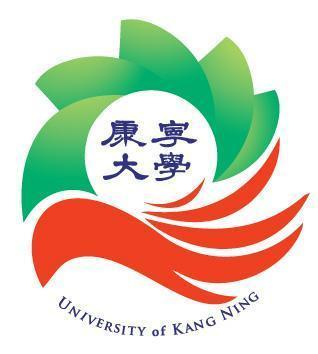 康寧
大學
UNIVERSITY of KANG NING